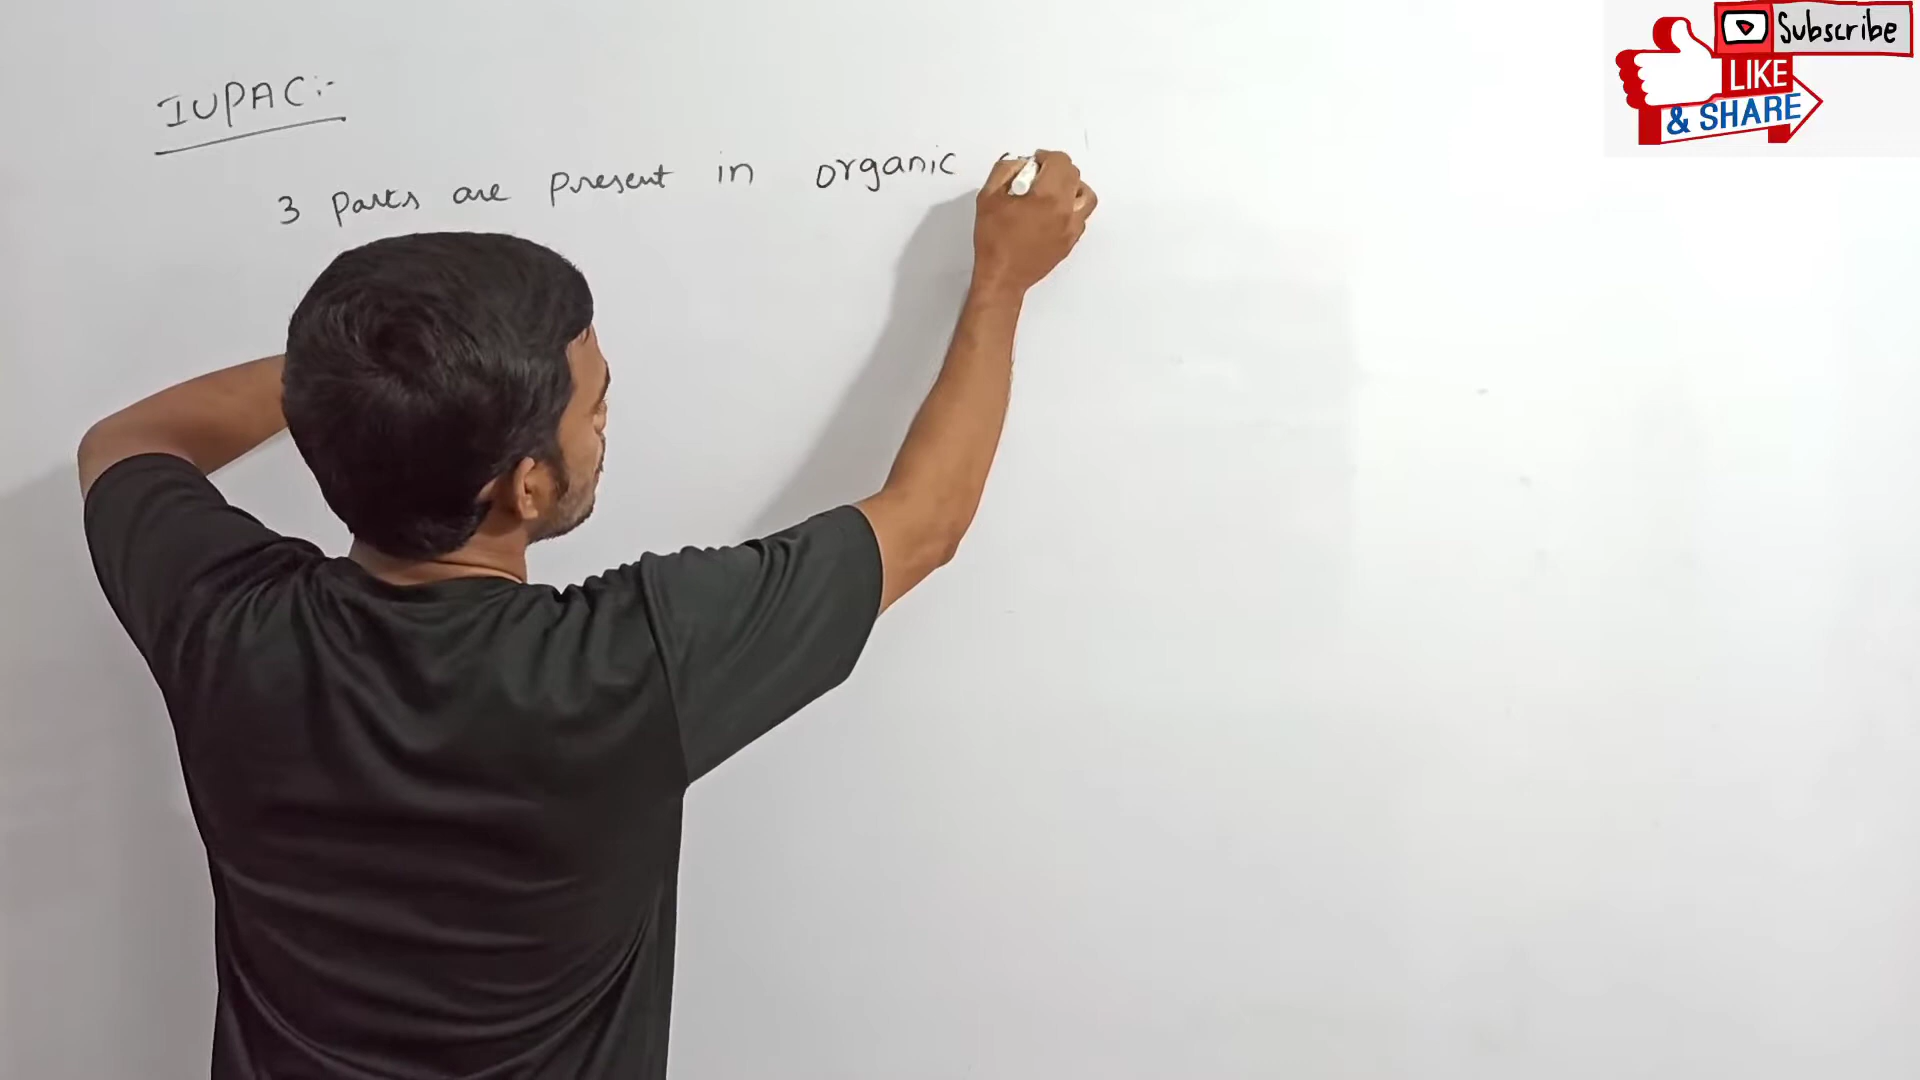 IUPAC:-
3 parts are present in organic
Subscribe
LIKE
& SHARE